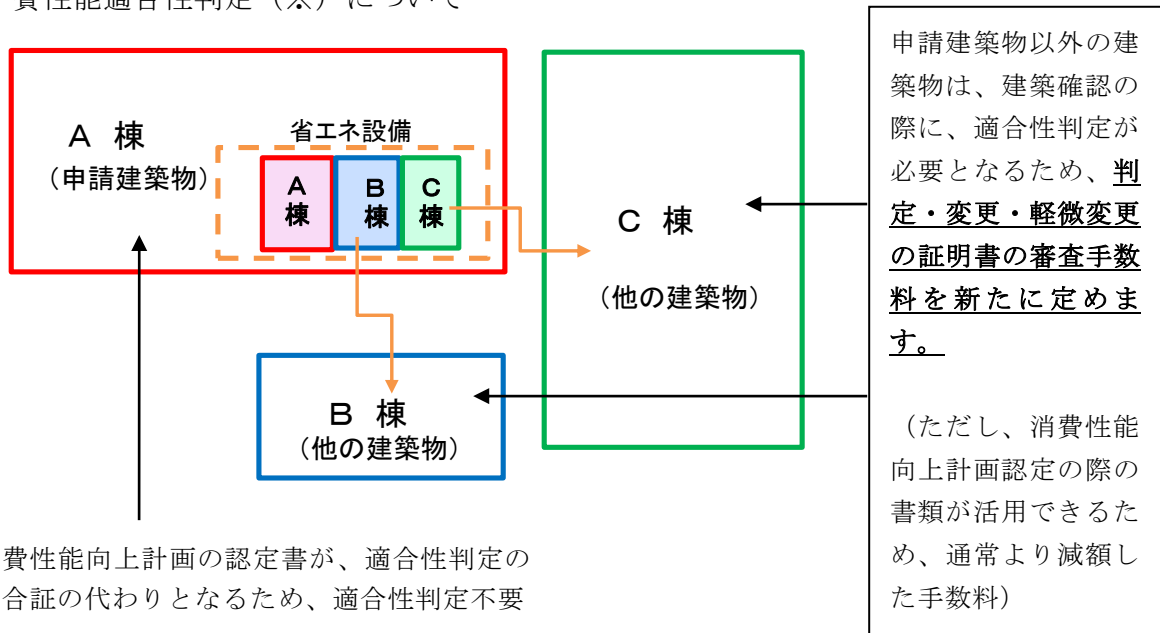 費性能適合性判定（※）について
A 棟
（申請建築物）
省エネ設備
A
棟
B
棟
C
棟
C 棟
（他の建築物）
B 棟
（他の建築物）
費性能向上計画の認定書が、適合性判定の
合証の代わりとなるため、適合性判定不要
申請建築物以外の建
築物は、建築確認の
際に、適合性判定が
必要となるため、判
定・変更・軽微変更
の証明書の審査手数
料を新たに定めま
す。
（ただし、消費性能
向上計画認定の際の
書類が活用できるた
め、通常より減額し
た手数料）